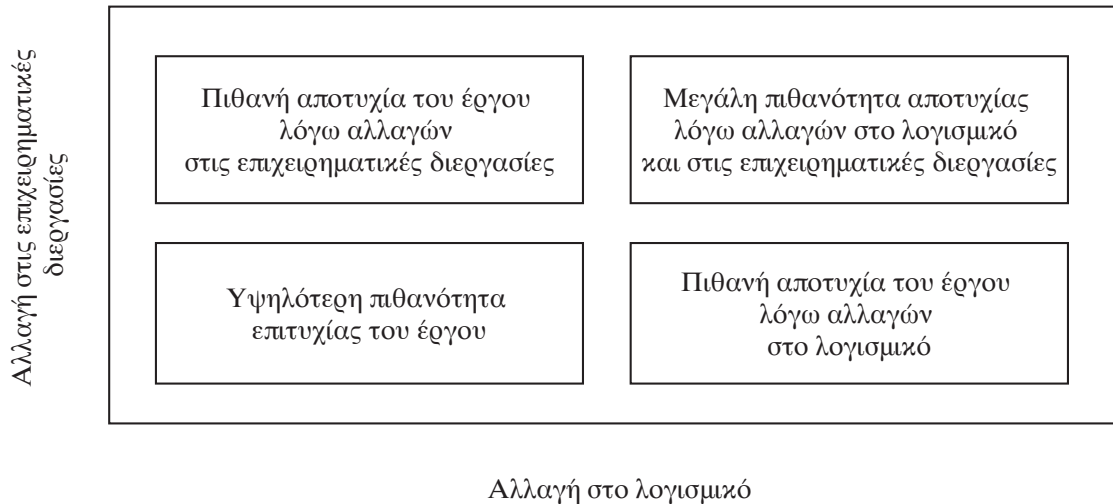 Αλλαγή στις επιχειρηματικές
διεργασίες
Πιθανή αποτυχία του έργου
λόγω αλλαγών
στις επιχειρηματικές διεργασίες
Μεγάλη πιθανότητα αποτυχίας
λόγω αλλαγών στο λογισμικό
και στις επιχειρηματικές διεργασίες
Υψηλότερη πιθανότητα
επιτυχίας του έργου
Πιθανή αποτυχία του έργου
λόγω αλλαγών
στο λογισμικό
Αλλαγή στο λογισμικό